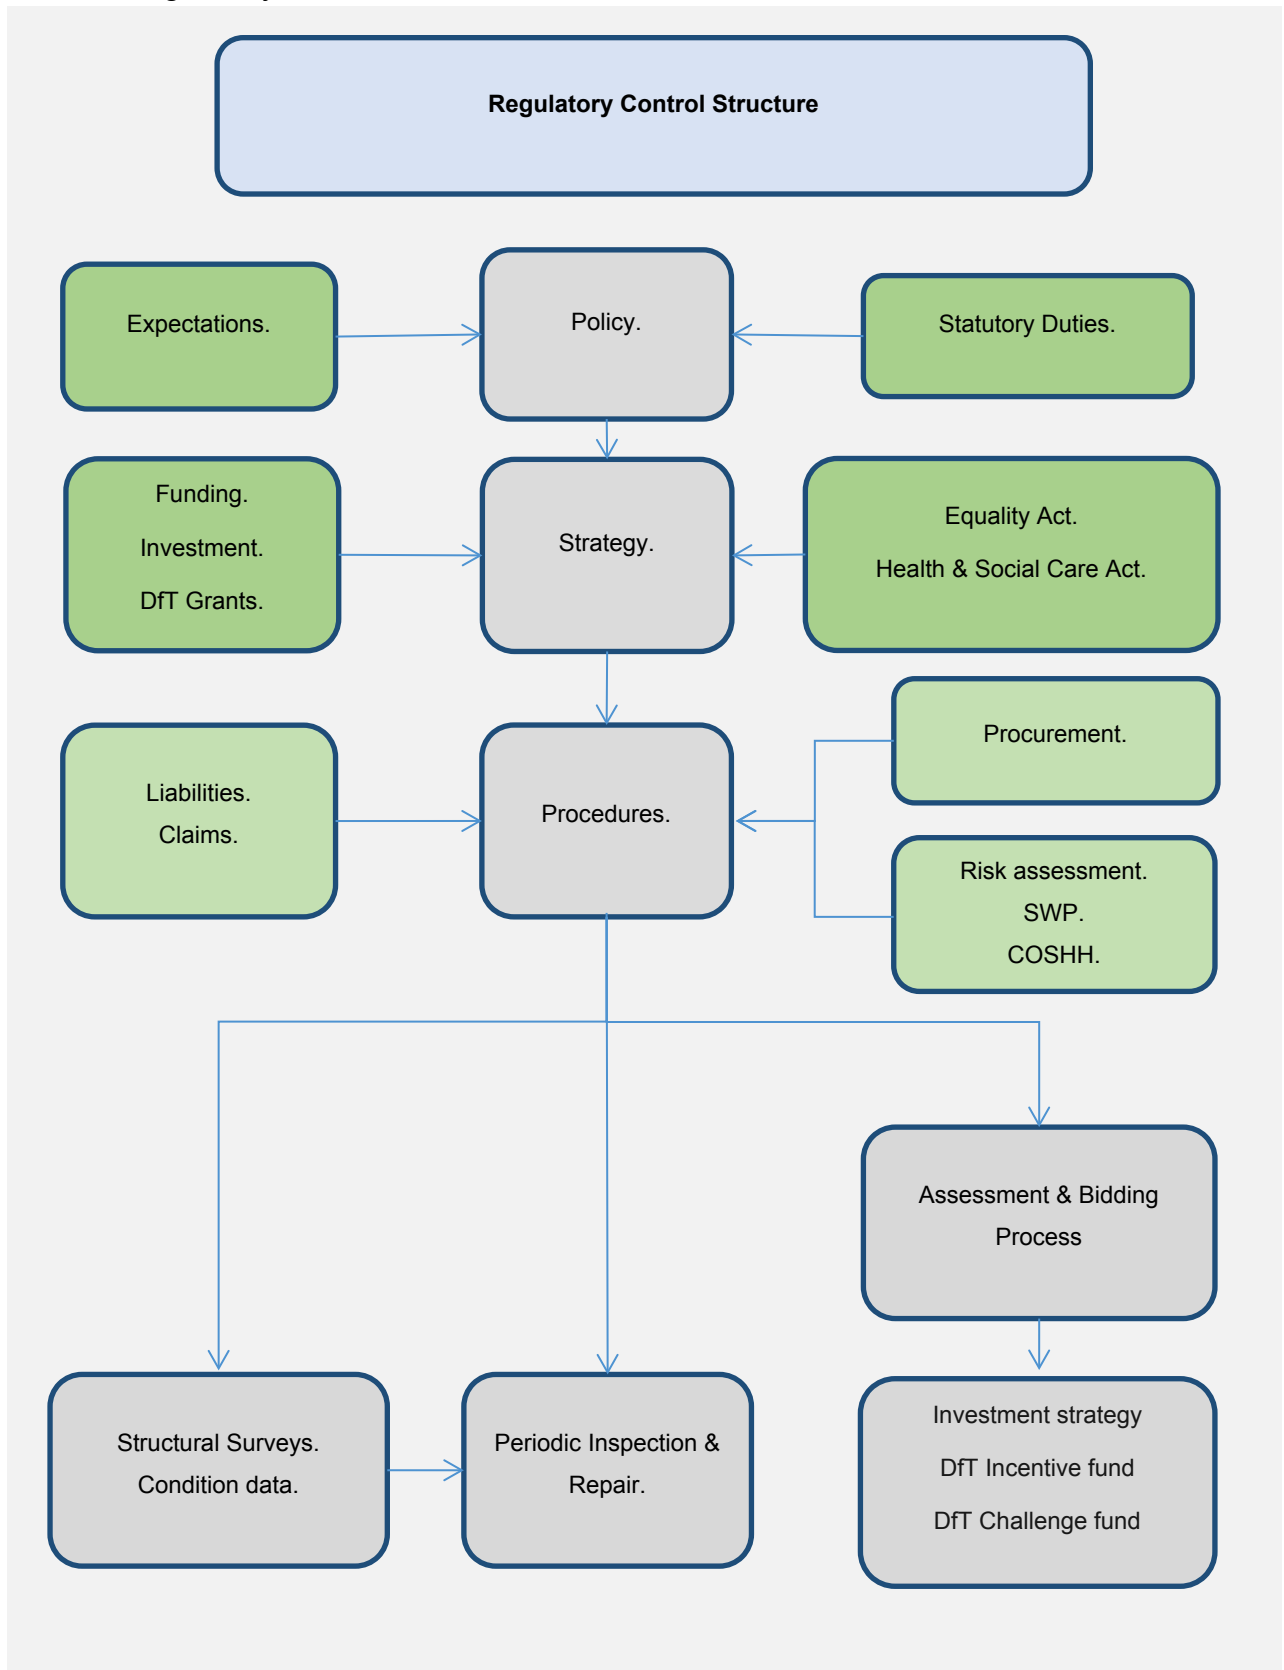 Regulatory Control Structure
Expectations.
Policy.
Statutory Duties.
Funding.
Investment.
DfT Grants.
Strategy.
Equality Act.
Health & Social Care Act.
Liabilities.
Claims.
Procedures.
Procurement.
Risk assessment.
SWP.
COSHH.
Assessment & Bidding
Process
Structural Surveys.
Condition data.
Periodic Inspection &
Repair.
Investment strategy
DfT Incentive fund
DfT Challenge fund